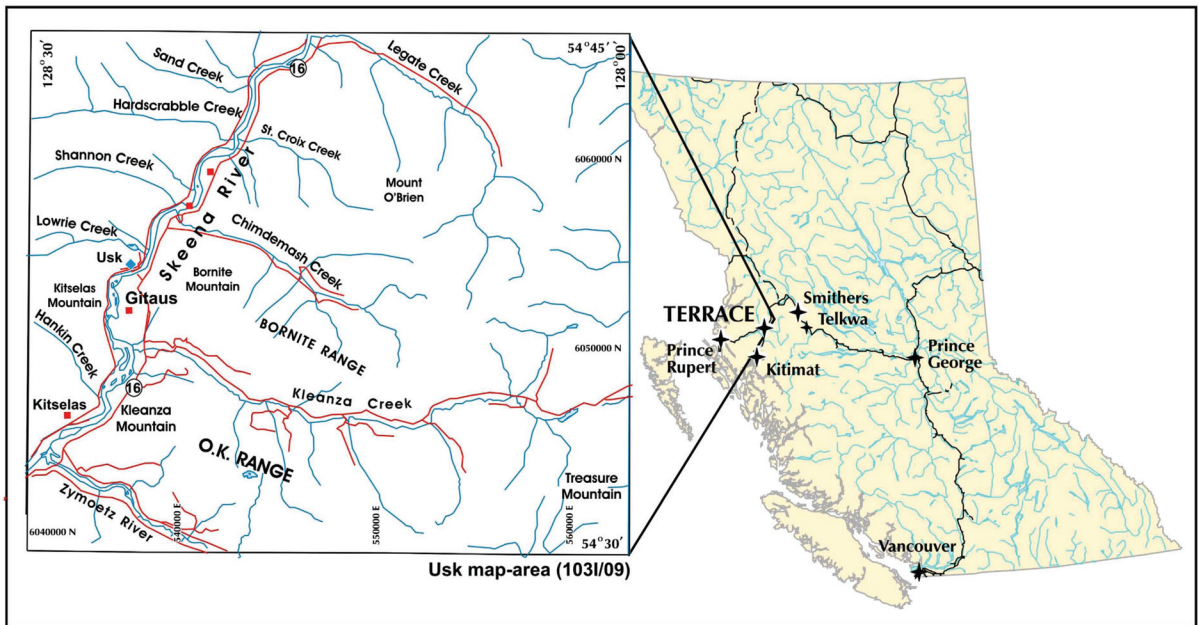 128°30'
Sand Creek
16
Legate Creek
54°45'
128°00'
Hardscrabble Creek
St. Croix Creek
6060000 N
Shannon Creek
Mount
O'Brien
Skeena River
Lowrie Creek
Chimdemash Creek
Usk
Bornite
Mountain
Kitselas
Mountain
Gitaus
Hankin Creek
BORNITE RANGE
6050000 N
16
Kleanza Creek
Kitselas
Kleanza
Mountain
O.K. RANGE
Treasure
Mountain
Zymoetz River
6040000 N
540000 E
550000 E
560000 E
54°30'
Usk map-area (103I/09)
Smithers
TERRACE
Telkwa
Prince
Rupert
Kitimat
Prince
George
Vancouver